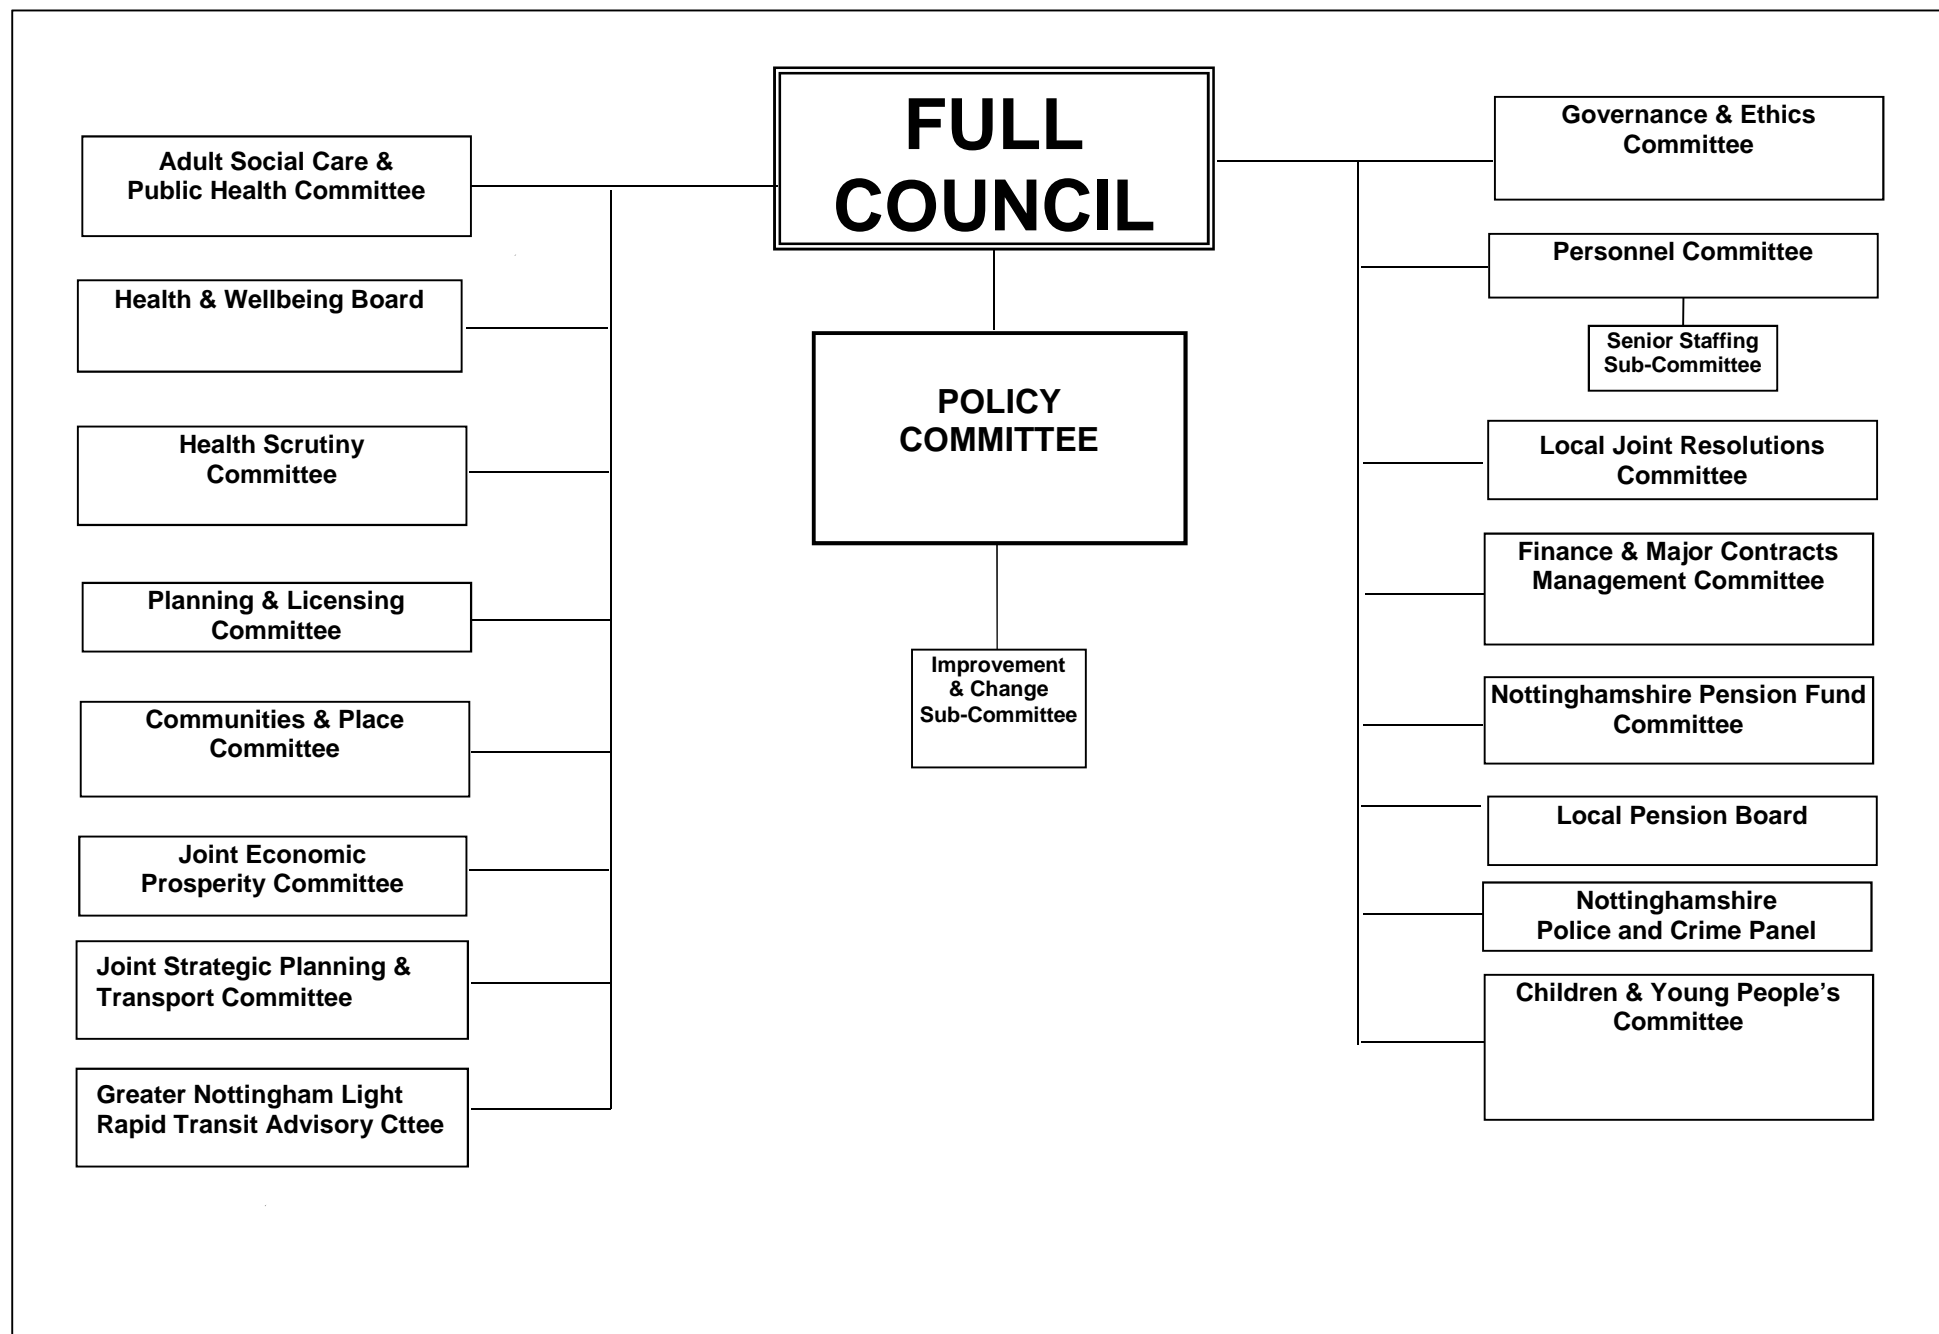 FULL
COUNCIL
Adult Social Care &
Public Health Committee
Health & Wellbeing Board
Health Scrutiny
Committee
Planning & Licensing
Committee
Communities & Place
Committee
Joint Economic
Prosperity Committee
Joint Strategic Planning &
Transport Committee
Greater Nottingham Light
Rapid Transit Advisory Cttee
POLICY
COMMITTEE
Improvement
& Change
Sub-Committee
Governance & Ethics
Committee
Personnel Committee
Senior Staffing
Sub-Committee
Local Joint Resolutions
Committee
Finance & Major Contracts
Management Committee
Nottinghamshire Pension Fund
Committee
Local Pension Board
Nottinghamshire
Police and Crime Panel
Children & Young People’s
Committee